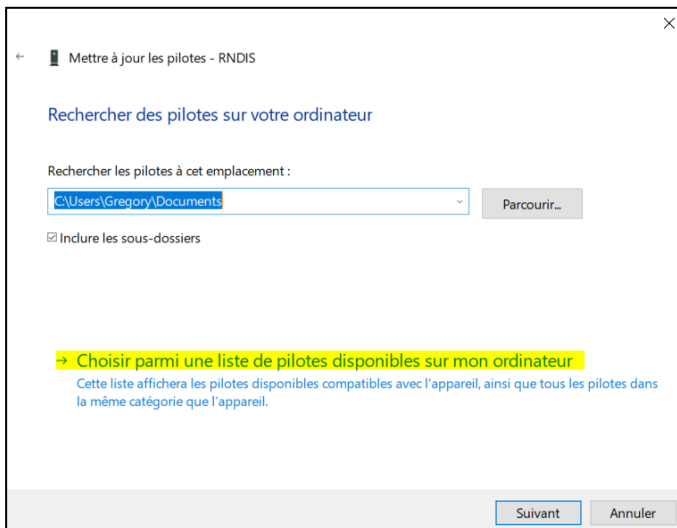 Mettre à jour les pilotes - RNDIS
Rechercher des pilotes sur votre ordinateur
Rechercher les pilotes à cet emplacement :
C:\Users\Gregory\Documents
Parcourir...
Inclure les sous-dossiers
Choisir parmi une liste de pilotes disponibles sur mon ordinateur
Cette liste affichera les pilotes disponibles compatibles avec l'appareil, ainsi que tous les pilotes dans
la même catégorie que l'appareil.
Suivant Annuler